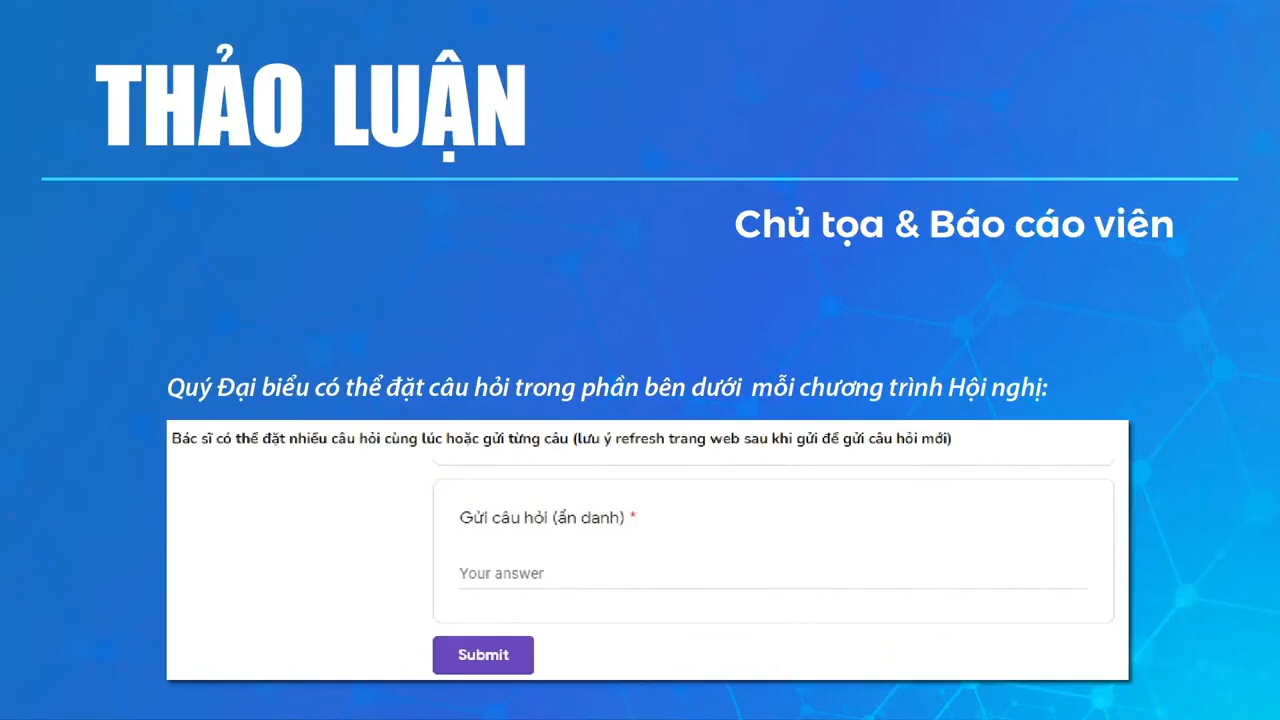 THẢO LUẬN
Chủ tọa & Báo cáo viên
Quý Đại biểu có thể đặt câu hỏi trong phần bên dưới mỗi chương trình Hội nghị:
Bác sĩ có thể đặt nhiều câu hỏi cùng lúc hoặc gửi từng câu (lưu ý refresh trang web sau khi gửi để gửi câu hỏi mới)
Gửi câu hỏi (ẩn danh) *
Your answer
Submit